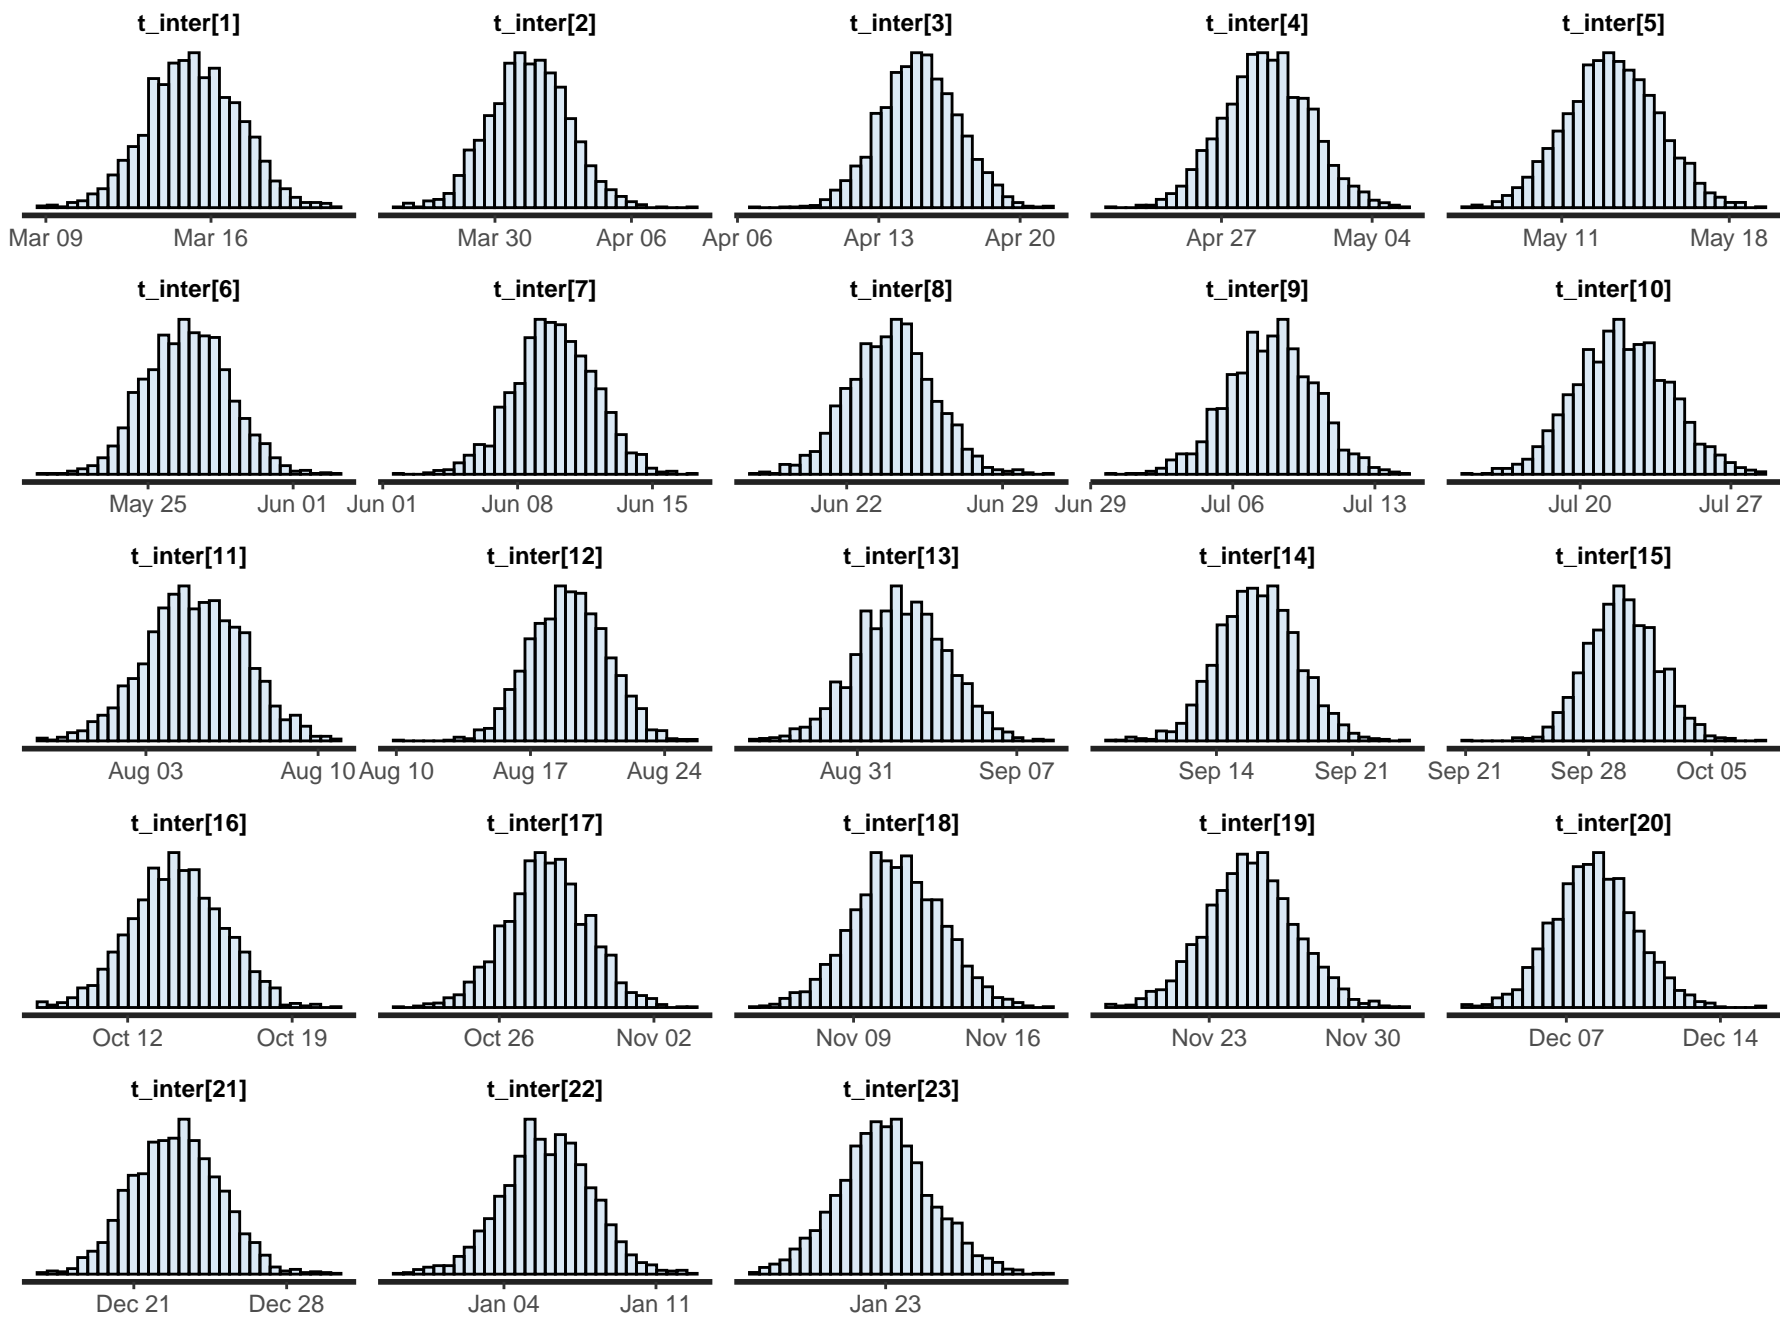 t_inter[1] t_inter[2] t_inter[3] t_inter[4] t_inter[5]
Mar 09 Mar 16 Mar 30 Apr 06 Apr 06 Apr 13 Apr 20 Apr 27 May 04 May 11 May 18
t_inter[6] t_inter[7] t_inter[8] t_inter[9] t_inter[10]
May 25 Jun 01 Jun 01 Jun 08 Jun 15 Jun 22 Jun 29 Jun 29 Jul 06 Jul 13 Jul 20 Jul 27
t_inter[11] t_inter[12] t_inter[13] t_inter[14] t_inter[15]
Aug 03 Aug 10 Aug 10 Aug 17 Aug 24 Aug 31 Sep 07 Sep 14 Sep 21 Sep 21 Sep 28 Oct 05
t_inter[16] t_inter[17] t_inter[18] t_inter[19] t_inter[20]
Oct 12 Oct 19 Oct 26 Nov 02 Nov 09 Nov 16 Nov 23 Nov 30 Dec 07 Dec 14
t_inter[21] t_inter[22] t_inter[23]
Dec 21 Dec 28 Jan 04 Jan 11 Jan 23